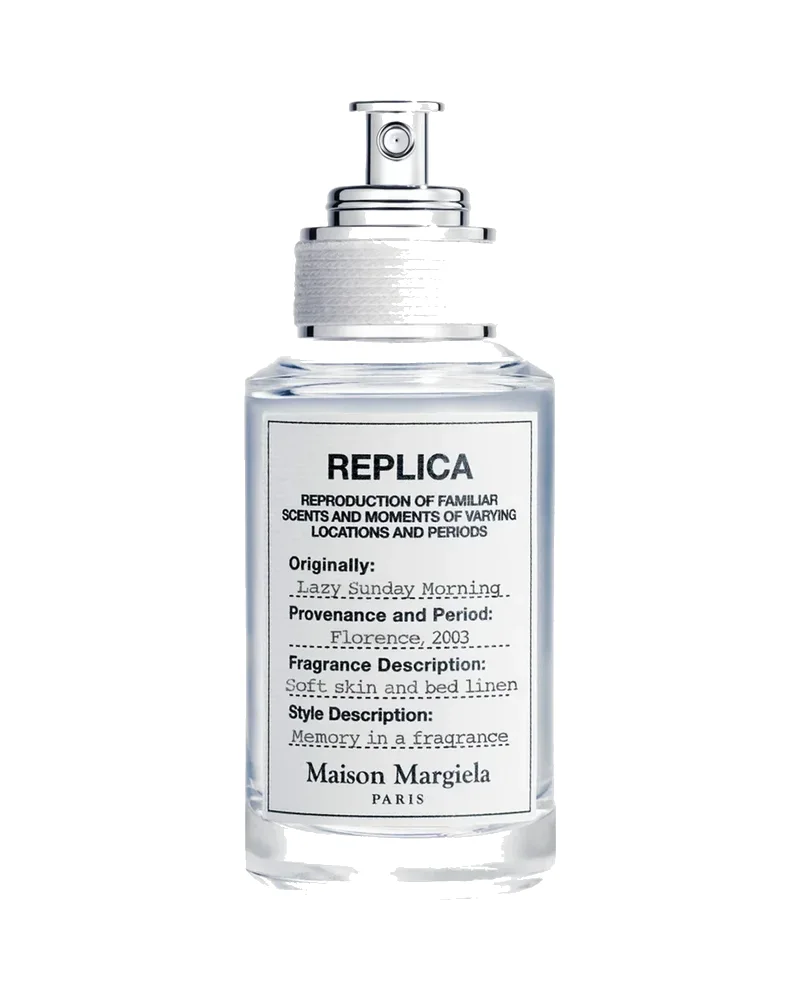 REPLICA
REPRODUCTION OF FAMILIAR
SCENTS AND MOMENTS OF VARYING
LOCATIONS AND PERIODS
Originally:
Lazy Sunday Morning
Provenance and Period:
Florence, 2003
Fragrance Description:
Soft skin and bed linen
Style Description:
Memory in a fragrance
Maison Margiela
PARIS